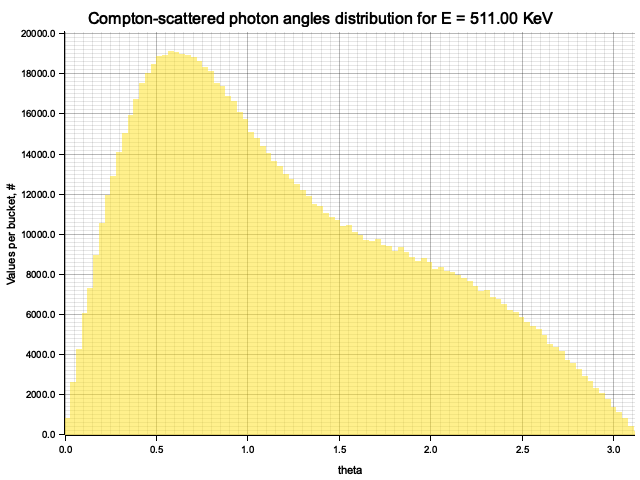 Compton-scattered photon angles distribution for E = 511.00 KeV
20000.0
18000.0
16000.0
14000.0
12000.0
10000.0
8000.0
6000.0
4000.0
2000.0
0.0
Values per bucket, #
0.0 0.5 1.0 1.5 2.0 2.5 3.0
theta